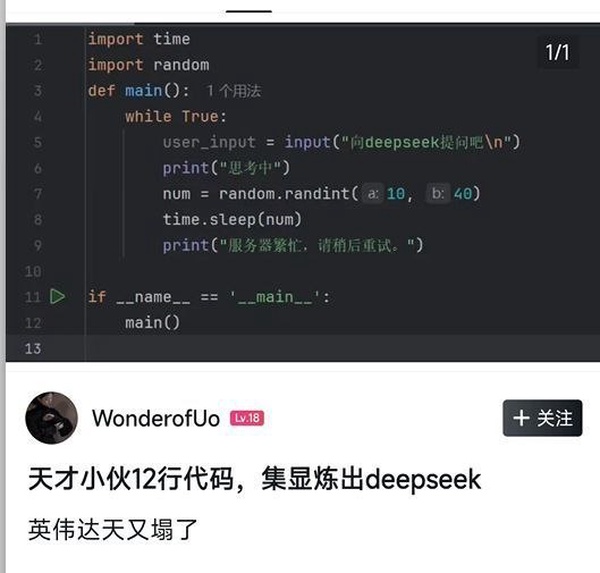 1/1
1 import time
2 import random
3 def main(): 1 个用法
4     while True:
5         user_input = input("向deepseek提问吧\n")
6         print("思考中")
7         num = random.randint( a: 10, b: 40)
8         time.sleep(num)
9         print("服务器繁忙，请稍后重试。")
10
11 if __name__ == '__main__':
12     main()
13
WonderofUo Lv.18
+ 关注
天才小伙12行代码，集显炼出deepseek
英伟达天又塌了